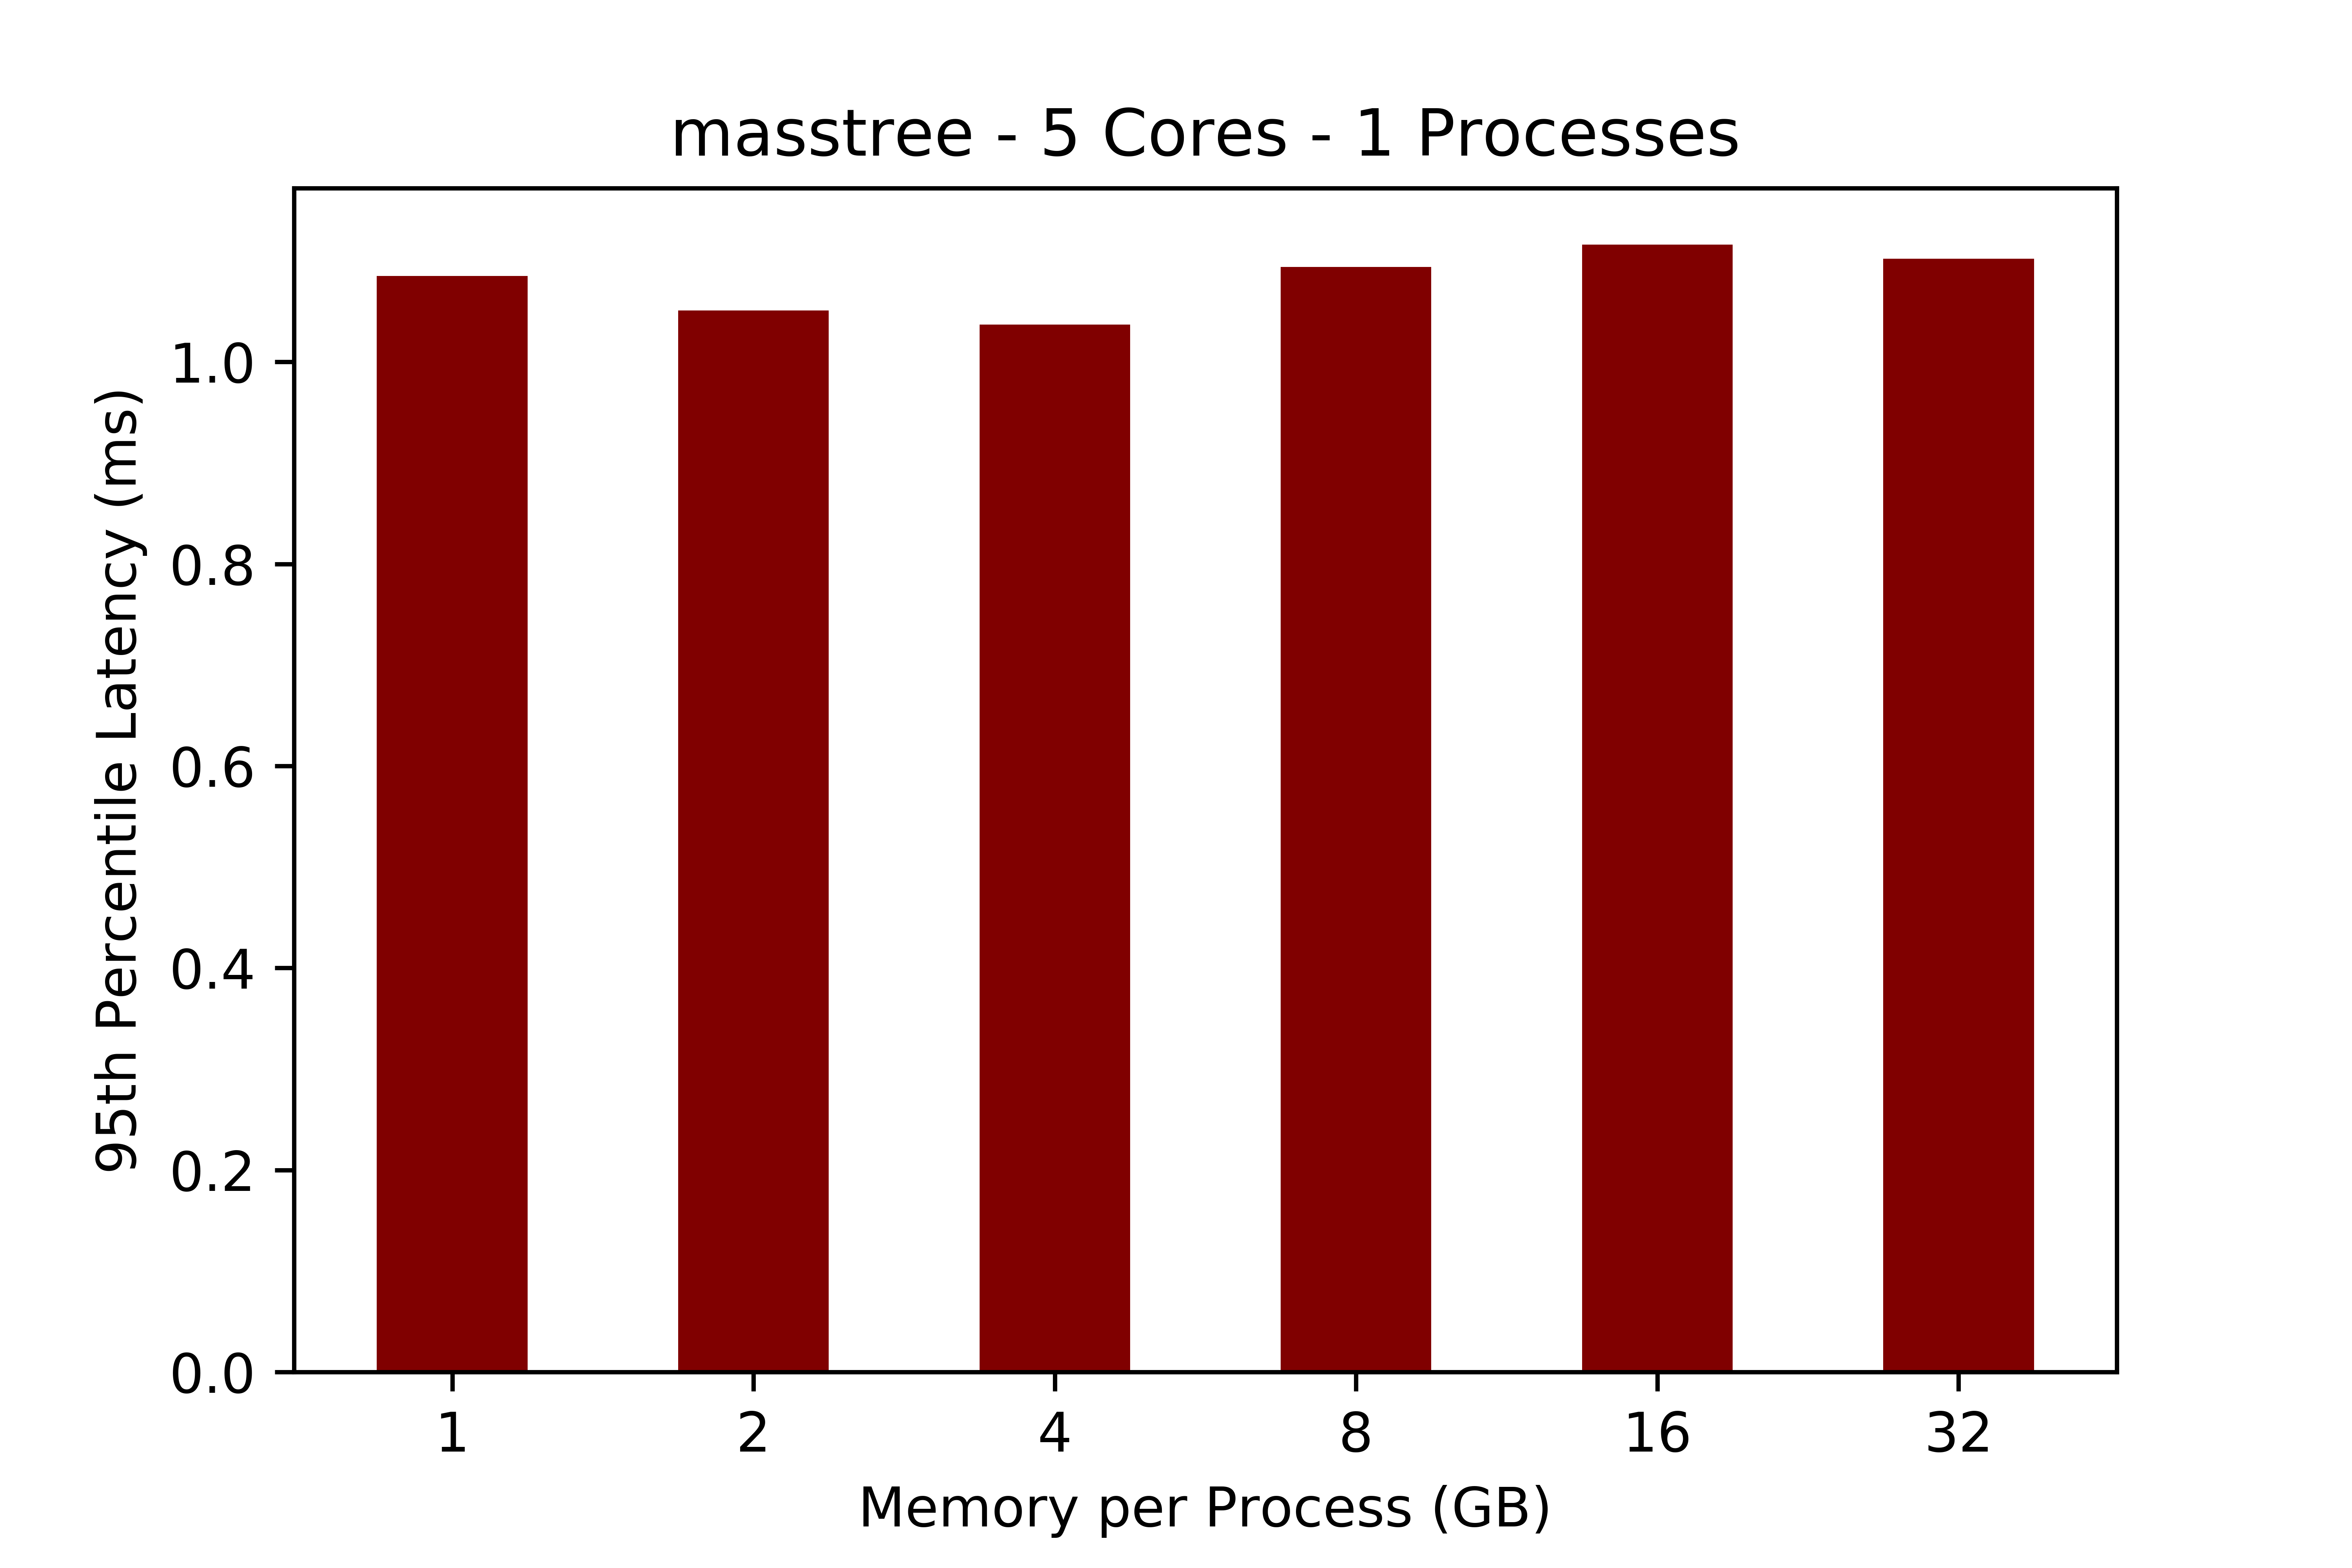 masstree - 5 Cores - 1 Processes
95th Percentile Latency (ms)
1.0
0.8
0.6
0.4
0.2
0.0
1 2 4 8 16 32
Memory per Process (GB)